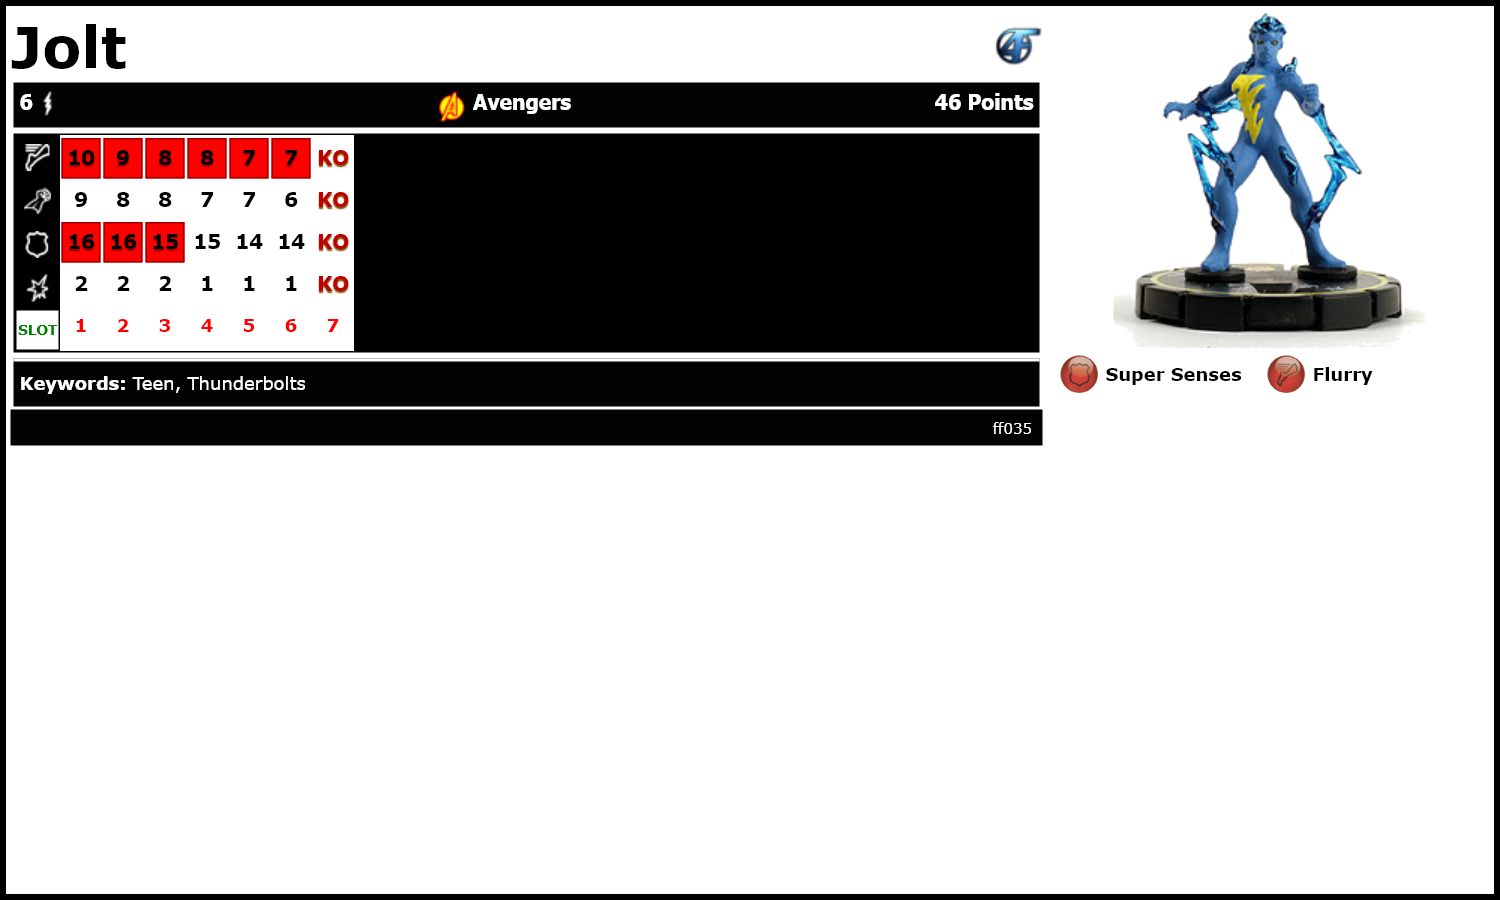 Jolt
6 Avengers 46 Points
10 9 8 8 7 7 KO
9 8 8 7 7 6 KO
16 16 15 15 14 14 KO
2 2 2 1 1 1 KO
SLOT 1 2 3 4 5 6 7
Super Senses Flurry
Keywords: Teen, Thunderbolts
ff035